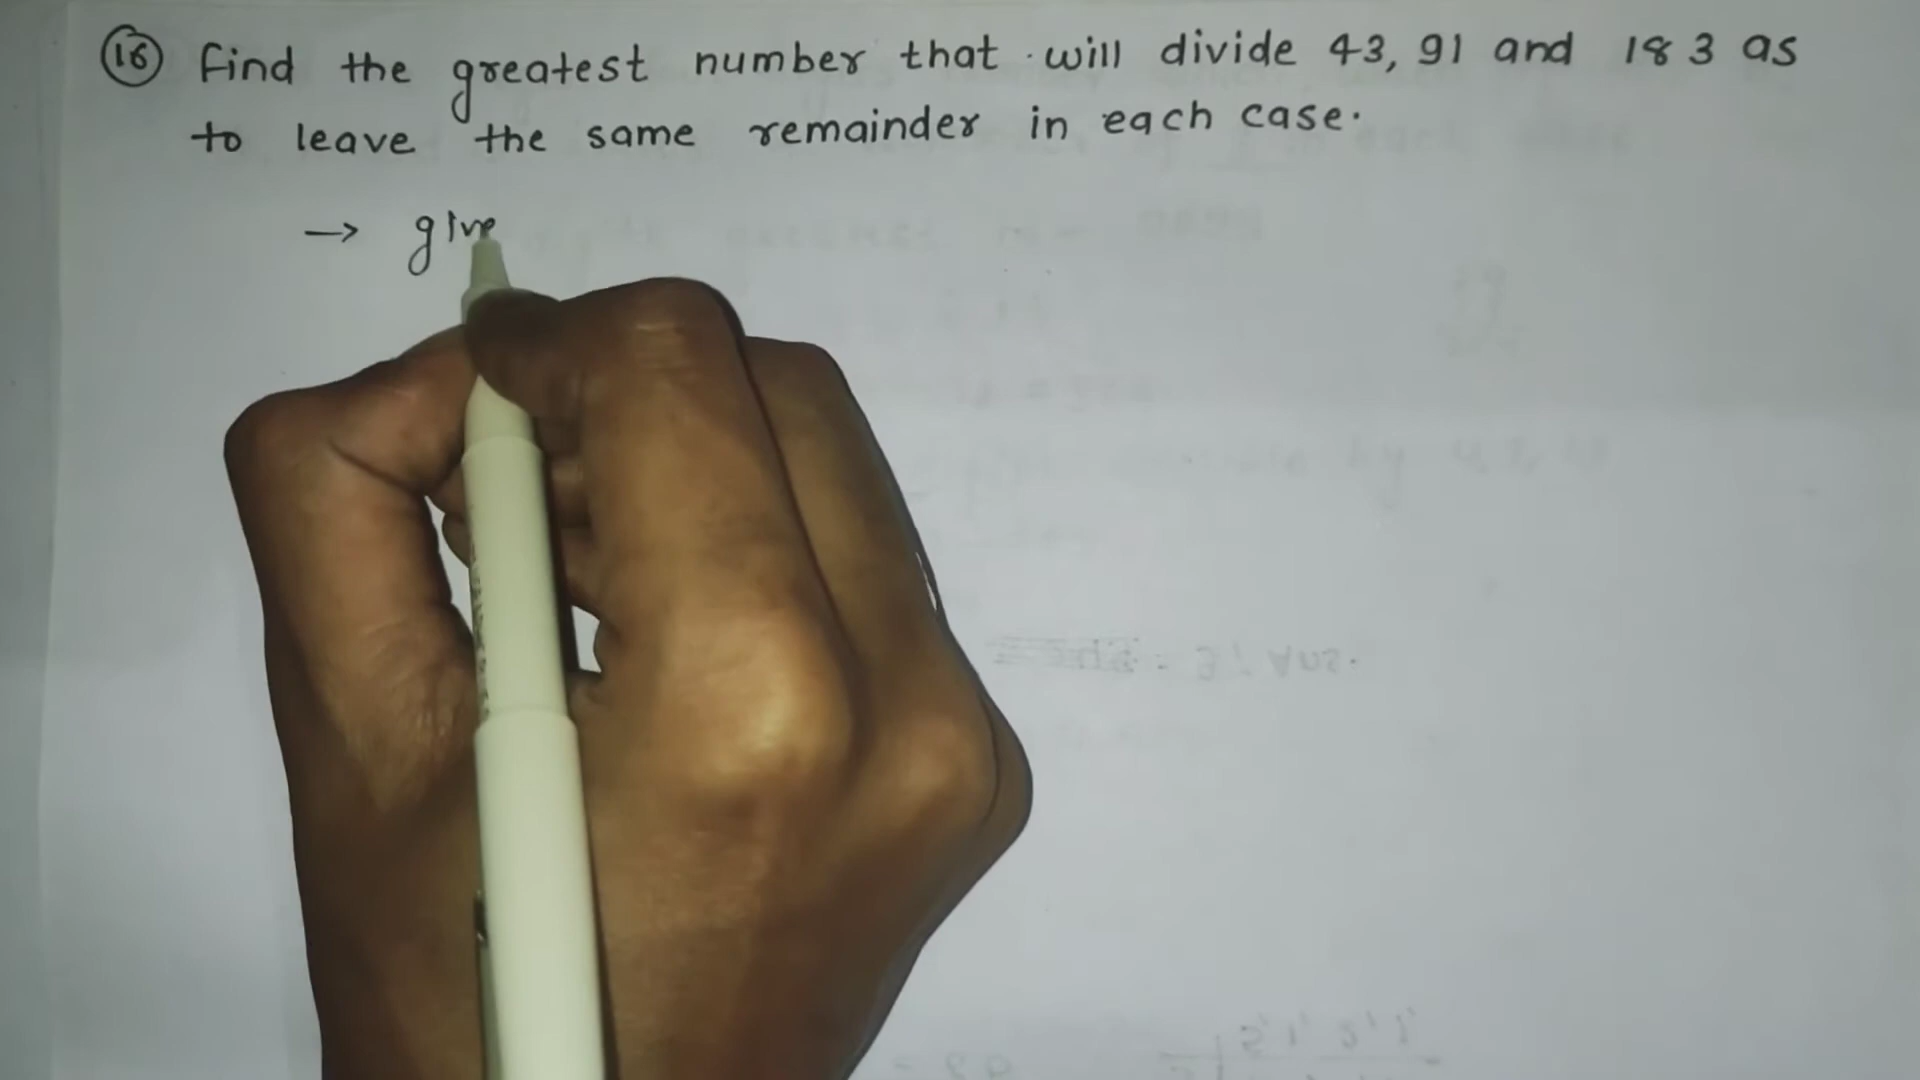 16 find the greatest number that will divide 43, 91 and 183 as
to leave the same remainder in each case.
→ give